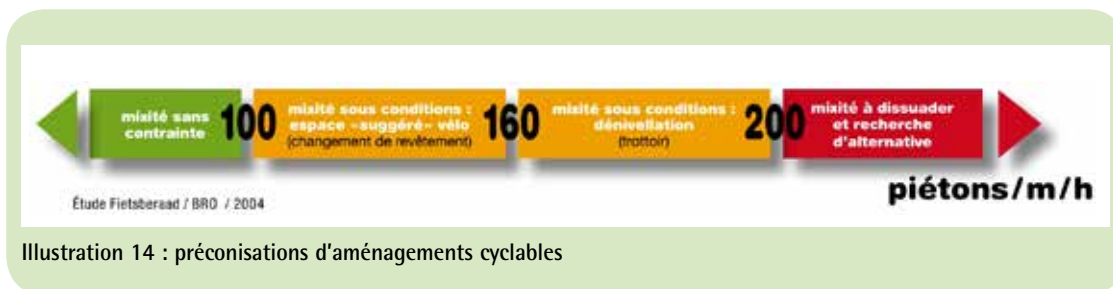 mixité sans
contrainte
100
mixité sous conditions :
espace «suggéré» vélo
(changement de revêtement)
160
mixité sous conditions :
dénivellation
(trottoir)
200
mixité à dissuader
et recherche
d'alternative
piétons/m/h
Étude Fietsberaad / BRO / 2004
Illustration 14 : préconisations d'aménagements cyclables